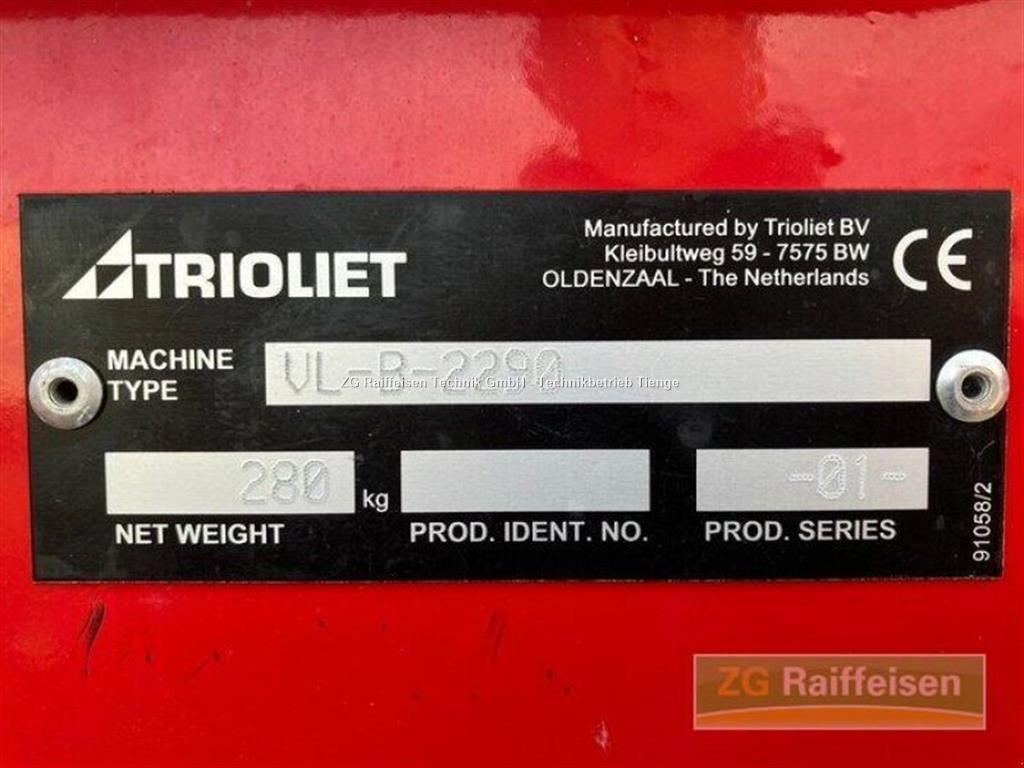 TRIOLIET
Manufactured by Trioliet BV
Kleibultweg 59 - 7575 BW
OLDENZAAL - The Netherlands
CE
MACHINE TYPE
VL-B-2290
ZG Raiffeisen Technik GmbH - Technikbetrieb Tienge
280 kg
NET WEIGHT
PROD. IDENT. NO.
-01-
PROD. SERIES
91058/2
ZG Raiffeisen